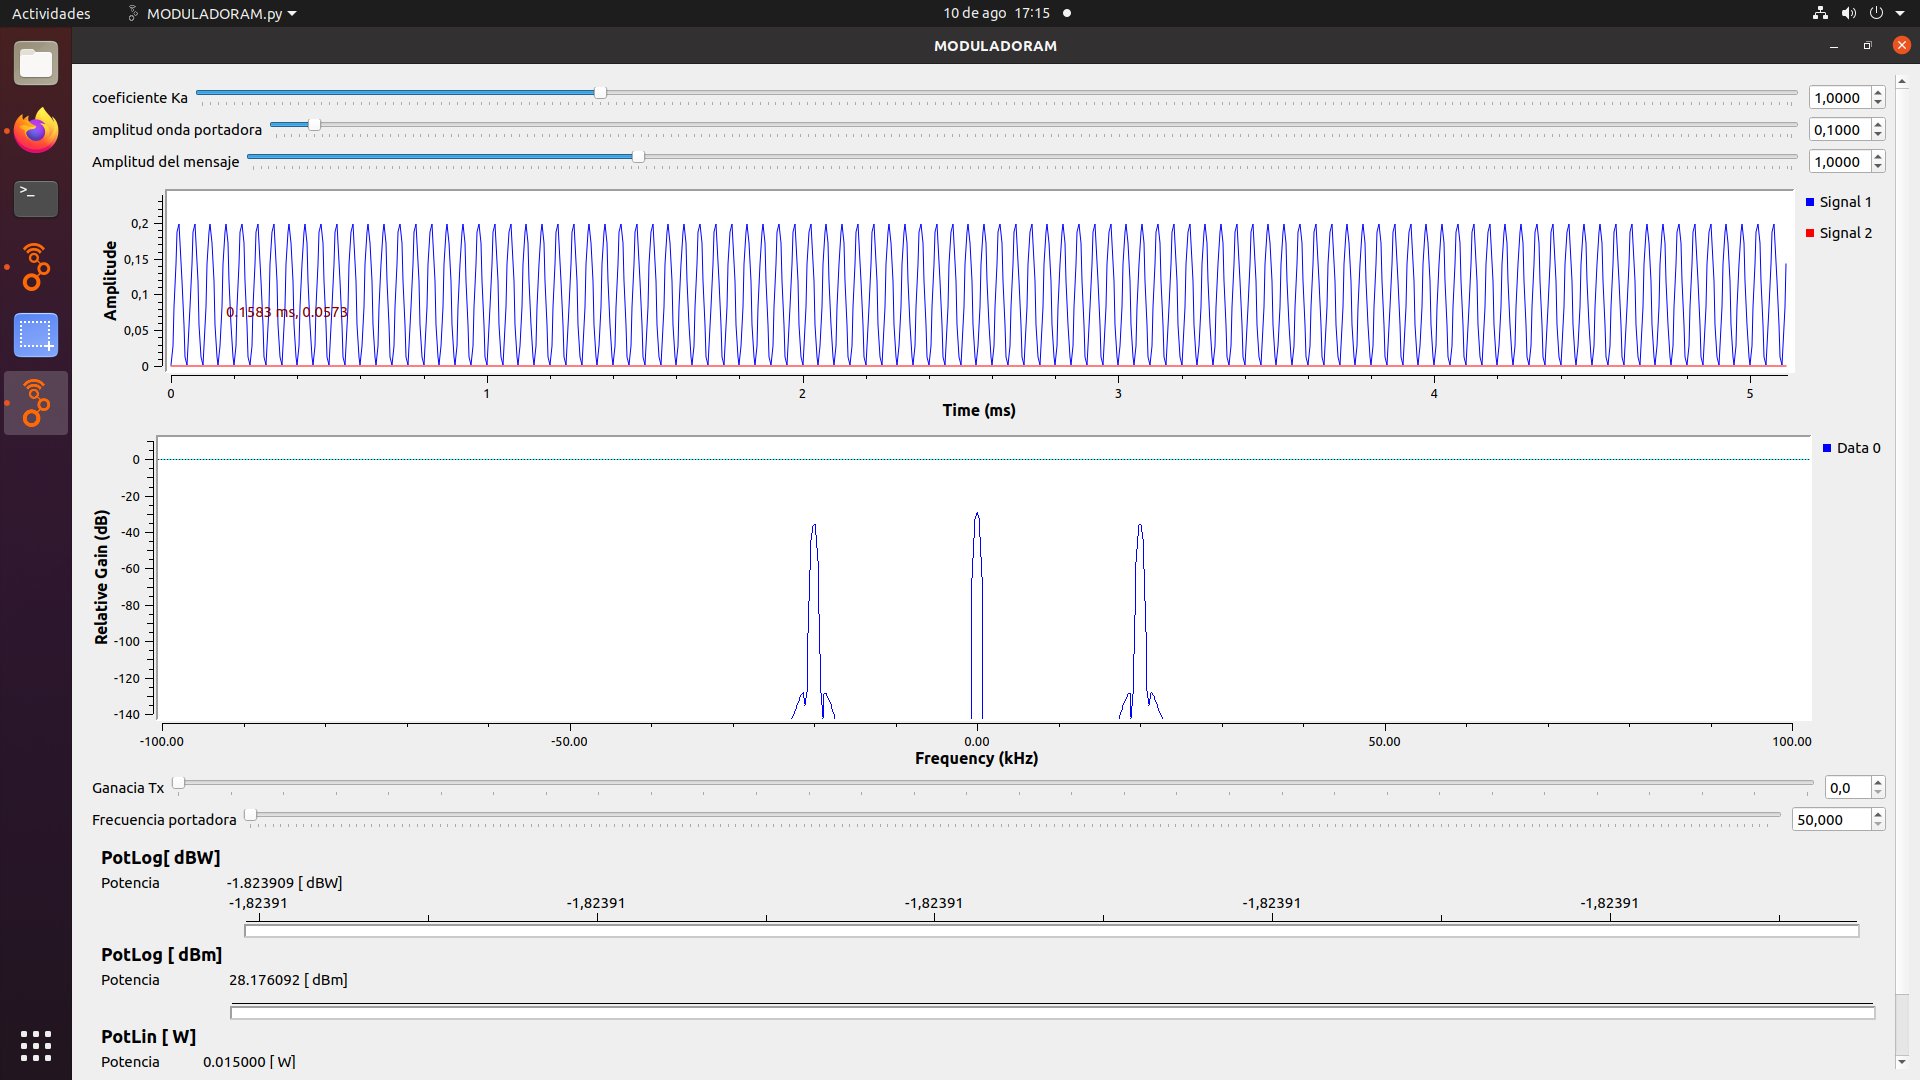 Actividades MODULADORAM.py 10 de ago 17:15
MODULADORAM
coeficiente Ka 1,0000
amplitud onda portadora 0,1000
Amplitud del mensaje 1,0000
Signal 1
Signal 2
Amplitude
0,2
0,15
0,1
0,05
0
0.1583 ms, 0.0573
0 1 2 3 4 5
Time (ms)
Data 0
Relative Gain (dB)
0
-20
-40
-60
-80
-100
-120
-140
-100.00 -50.00 0.00 50.00 100.00
Frequency (kHz)
Ganacia Tx 0,0
Frecuencia portadora 50,000
PotLog[ dBW]
Potencia -1.823909 [ dBW]
-1,82391 -1,82391 -1,82391 -1,82391 -1,82391
PotLog [ dBm]
Potencia 28.176092 [ dBm]
PotLin [ W]
Potencia 0.015000 [ W]